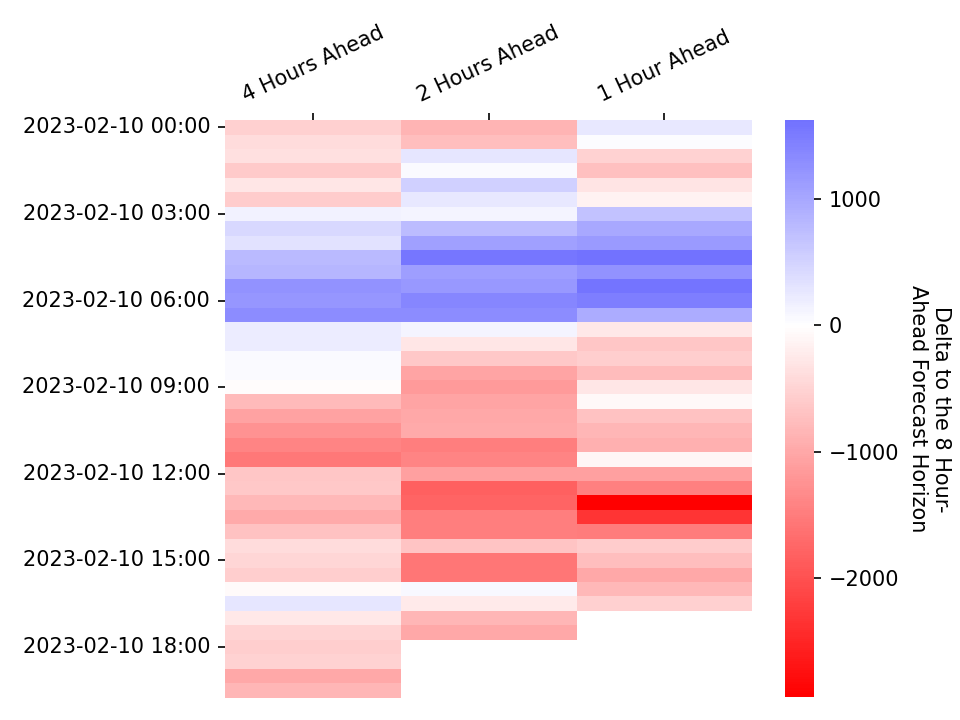 4 Hours Ahead
2 Hours Ahead
1 Hour Ahead
2023-02-10 00:00
2023-02-10 03:00
2023-02-10 06:00
2023-02-10 09:00
2023-02-10 12:00
2023-02-10 15:00
2023-02-10 18:00
1000
0
−1000
−2000
Delta to the 8 Hour-
Ahead Forecast Horizon